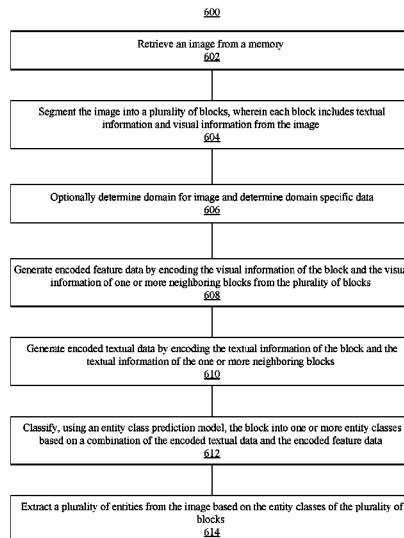 600
Retrieve an image from a memory
602
Segment the image into a plurality of blocks, wherein each block includes textual
information and visual information from the image
604
Optionally determine domain for image and determine domain specific data
606
Generate encoded feature data by encoding the visual information of the block and the visual
information of one or more neighboring blocks from the plurality of blocks
608
Generate encoded textual data by encoding the textual information of the block and the
textual information of the one or more neighboring blocks
610
Classify, using an entity class prediction model, the block into one or more entity classes
based on a combination of the encoded textual data and the encoded feature data
612
Extract a plurality of entities from the image based on the entity classes of the plurality of
blocks
614